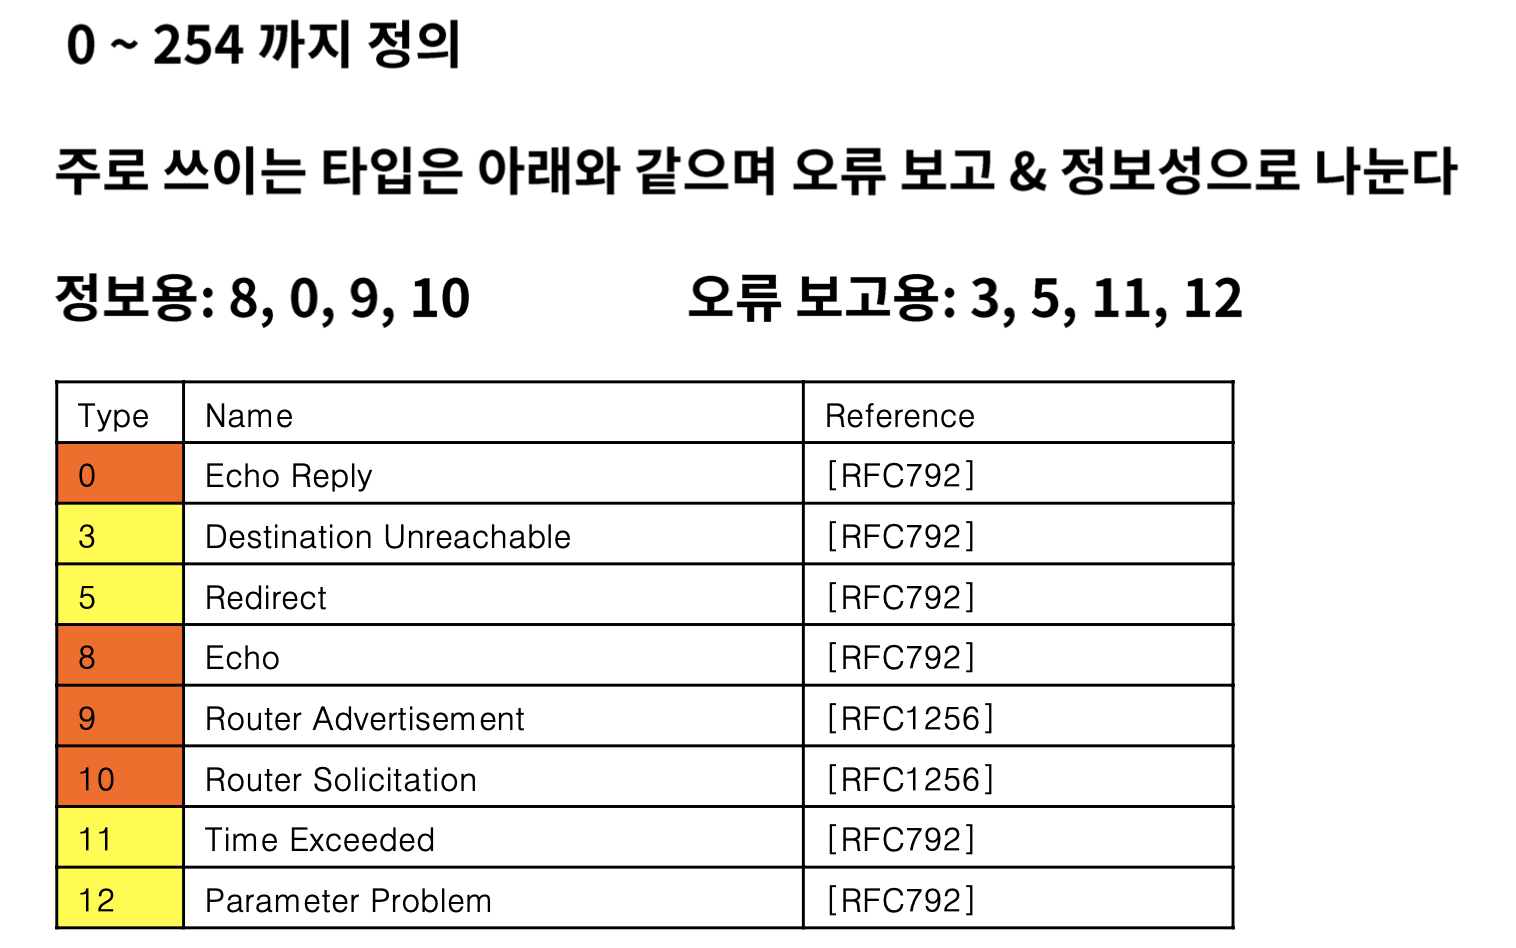 0 ~ 254 까지 정의
주로 쓰이는 타입은 아래와 같으며 오류 보고 & 정보성으로 나눈다
정보용: 8, 0, 9, 10 오류 보고용: 3, 5, 11, 12
Type Name Reference
0 Echo Reply [RFC792]
3 Destination Unreachable [RFC792]
5 Redirect [RFC792]
8 Echo [RFC792]
9 Router Advertisement [RFC1256]
10 Router Solicitation [RFC1256]
11 Time Exceeded [RFC792]
12 Parameter Problem [RFC792]